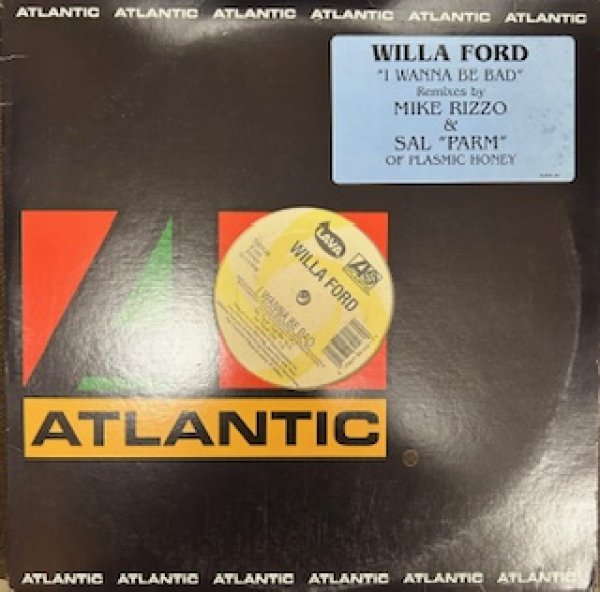 ATLANTIC ATLANTIC ATLANTIC ATLANTIC ATLANTIC ATLANTIC
WILLA FORD
"I WANNA BE BAD"
Remixes by
MIKE RIZZO
&
SAL "PARM"
OF PLASMIC HONEY
LAVA
WILLA FORD
I WANNA BE BAD
ATLANTIC
ATLANTIC ATLANTIC ATLANTIC ATLANTIC ATLANTIC ATLANTIC